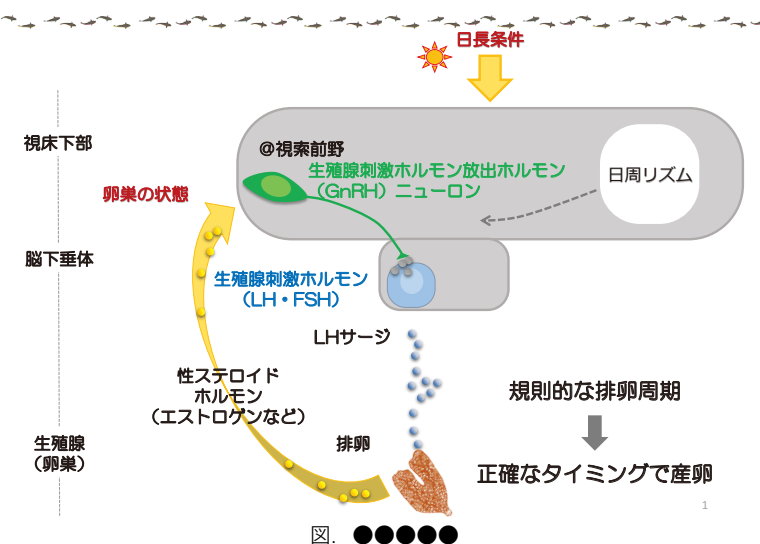 日長条件
視床下部
@視索前野
生殖腺刺激ホルモン放出ホルモン
（GnRH）ニューロン
日周リズム
卵巣の状態
脳下垂体
生殖腺刺激ホルモン
（LH・FSH）
LHサージ
性ステロイド
ホルモン
（エストロゲンなど）
規則的な排卵周期
排卵
生殖腺
（卵巣）
正確なタイミングで産卵
1
図. ●●●●●